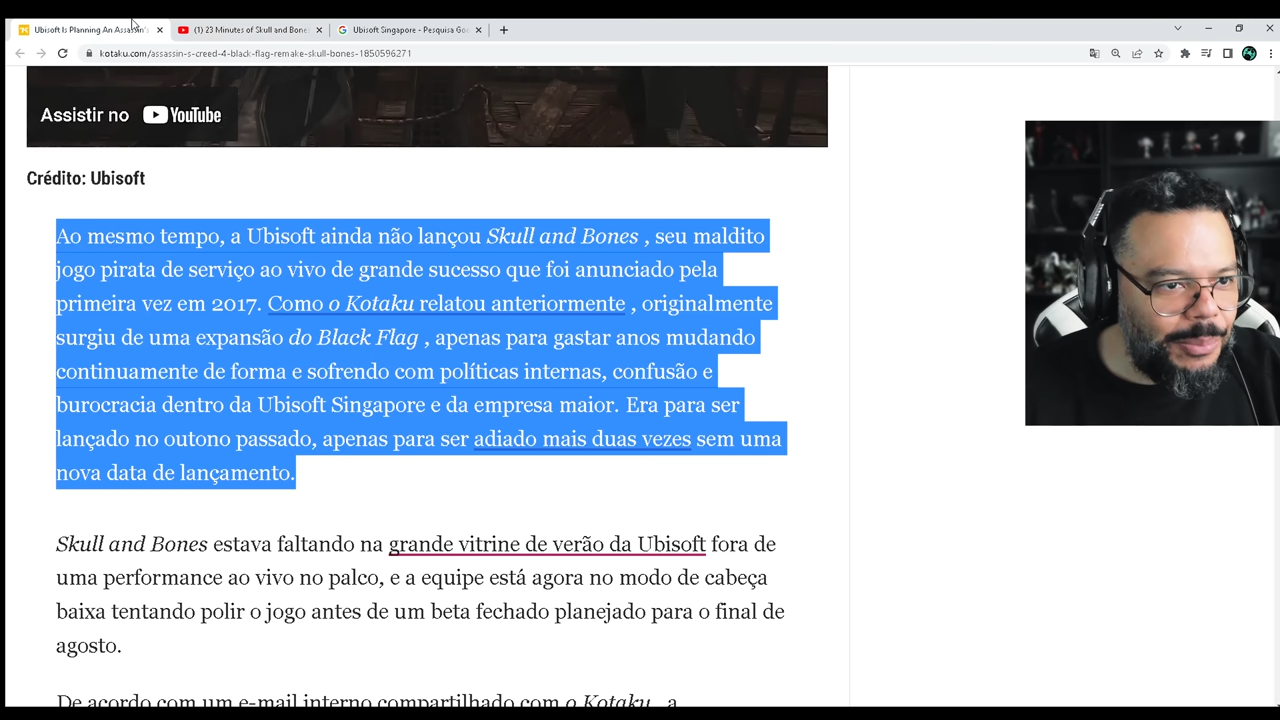 Ubisoft Is Planning An Assassin's
(1) 23 Minutes of Skull and Bone
Ubisoft Singapore - Pesquisa Go
kotaku.com/assassin-s-creed-4-black-flag-remake-skull-bones-1850596271
Assistir no YouTube
Crédito: Ubisoft
Ao mesmo tempo, a Ubisoft ainda não lançou Skull and Bones , seu maldito
jogo pirata de serviço ao vivo de grande sucesso que foi anunciado pela
primeira vez em 2017. Como o Kotaku relatou anteriormente , originalmente
surgiu de uma expansão do Black Flag , apenas para gastar anos mudando
continuamente de forma e sofrendo com políticas internas, confusão e
burocracia dentro da Ubisoft Singapore e da empresa maior. Era para ser
lançado no outono passado, apenas para ser adiado mais duas vezes sem uma
nova data de lançamento.
Skull and Bones estava faltando na grande vitrine de verão da Ubisoft fora de
uma performance ao vivo no palco, e a equipe está agora no modo de cabeça
baixa tentando polir o jogo antes de um beta fechado planejado para o final de
agosto.
De acordo com um e-mail interno compartilhado com o Kotaku , a